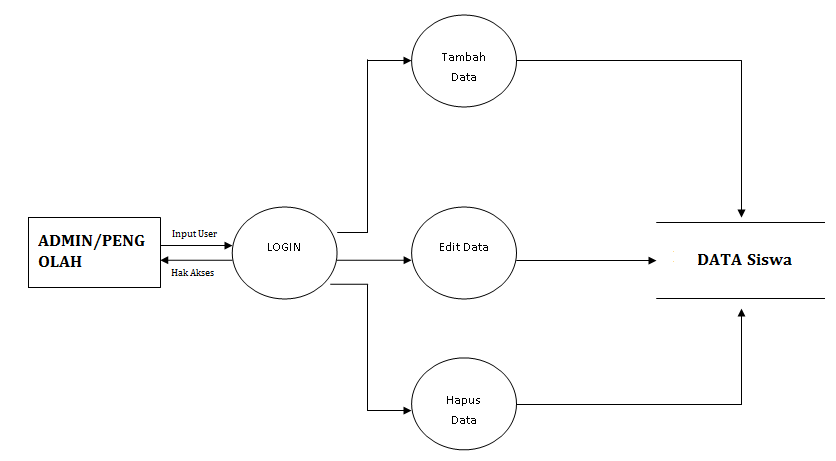 Tambah
Data
Input User
ADMIN/PENG
OLAH
LOGIN
Edit Data
DATA Siswa
Hak Akses
Hapus
Data